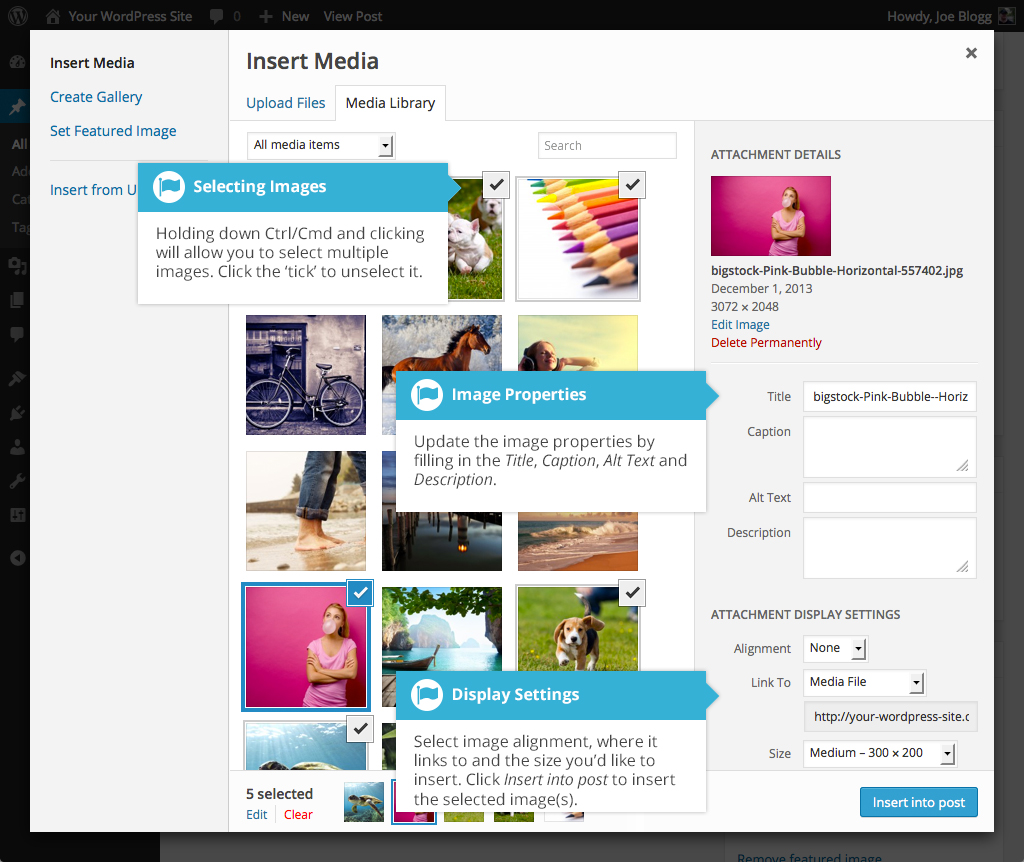 Your WordPress Site
0
New
View Post
Howdy, Joe Blogg
Insert Media
Create Gallery
Set Featured Image
Insert from U
All
Insert Media
Upload Files
Media Library
All media items
Search
Selecting Images
Holding down Ctrl/Cmd and clicking
will allow you to select multiple
images. Click the ‘tick’ to unselect it.
Image Properties
Update the image properties by
filling in the Title, Caption, Alt Text and
Description.
Display Settings
Select image alignment, where it
links to and the size you’d like to
insert. Click Insert into post to insert
the selected image(s).
5 selected
Edit
Clear
ATTACHMENT DETAILS
bigstock-Pink-Bubble-Horizontal-557402.jpg
December 1, 2013
3072 × 2048
Edit Image
Delete Permanently
Title
bigstock-Pink-Bubble--Horiz
Caption
Alt Text
Description
ATTACHMENT DISPLAY SETTINGS
Alignment
None
Link To
Media File
http://your-wordpress-site.c
Size
Medium – 300 × 200
Insert into post
Remove featured image